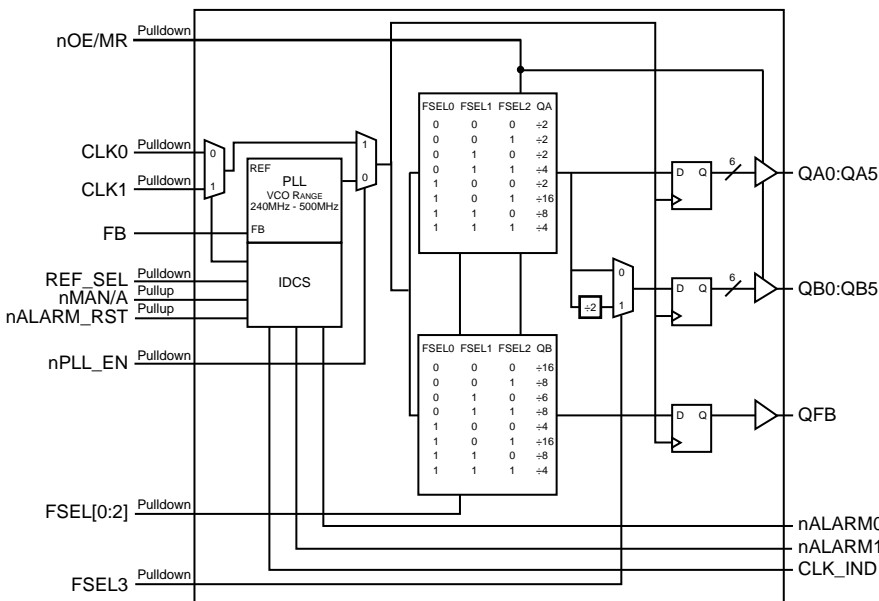 nOE/MR Pulldown
CLK0 Pulldown
CLK1 Pulldown
FB
REF_SEL Pulldown
nMAN/A Pullup
nALARM_RST Pullup
nPLL_EN Pulldown
FSEL[0:2] Pulldown
FSEL3 Pulldown
0
1
REF
PLL
VCO RANGE
240MHz - 500MHz
FB
IDCS
1
0
FSEL0 FSEL1 FSEL2 QA
0 0 0 ÷2
0 0 1 ÷2
0 1 0 ÷2
0 1 1 ÷4
1 0 0 ÷2
1 0 1 ÷16
1 1 0 ÷8
1 1 1 ÷4
FSEL0 FSEL1 FSEL2 QB
0 0 0 ÷16
0 0 1 ÷8
0 1 0 ÷6
0 1 1 ÷8
1 0 0 ÷4
1 0 1 ÷16
1 1 0 ÷8
1 1 1 ÷4
0
÷2 1
D Q 6 QA0:QA5
D Q 6 QB0:QB5
D Q QFB
nALARM0
nALARM1
CLK_IND